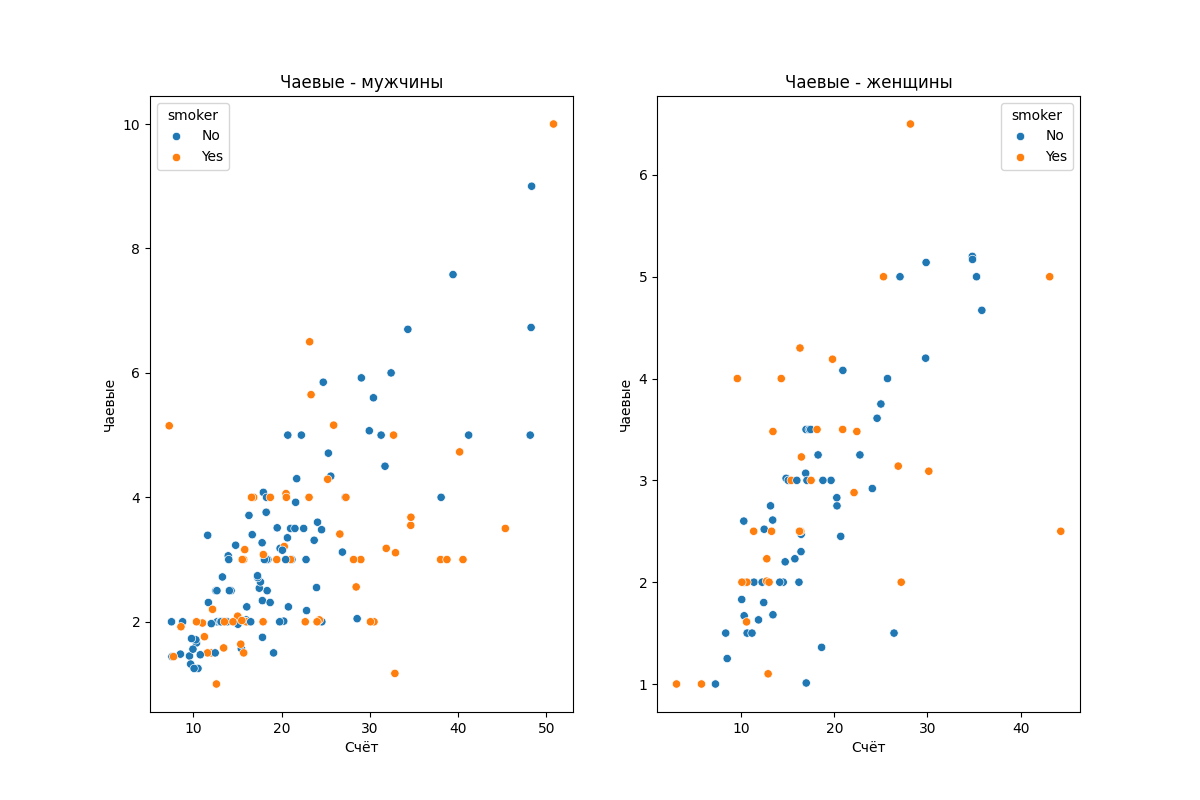 Чаевые - мужчины
smoker
No
Yes
10
8
6
4
2
Чаевые
10 20 30 40 50
Счёт
Чаевые - женщины
smoker
No
Yes
6
5
4
3
2
1
Чаевые
10 20 30 40
Счёт